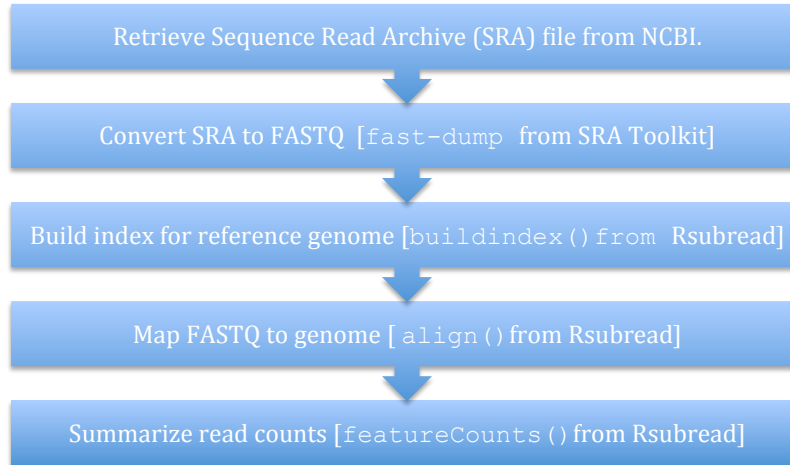 Retrieve Sequence Read Archive (SRA) file from NCBI.
Convert SRA to FASTQ [fast-dump from SRA Toolkit]
Build index for reference genome [buildindex()from Rsubread]
Map FASTQ to genome [ align()from Rsubread]
Summarize read counts [featureCounts()from Rsubread]